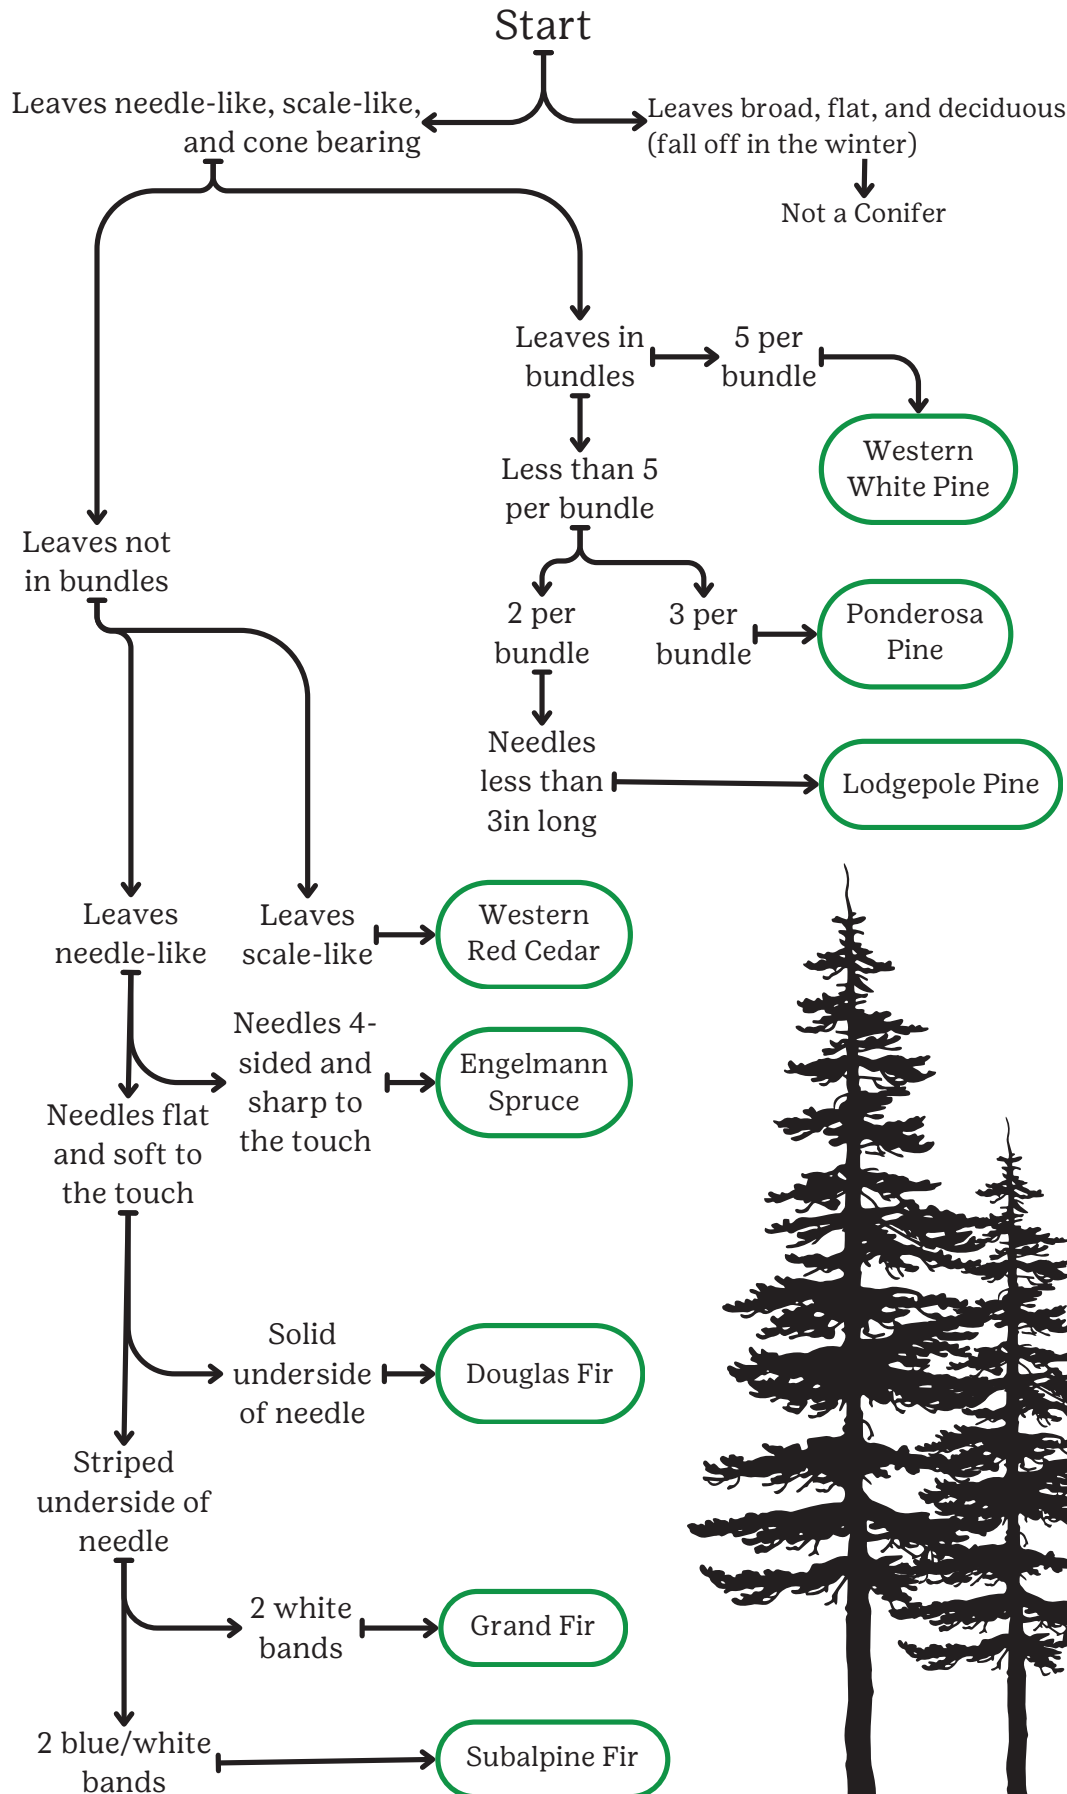 Start
Leaves needle-like, scale-like,
and cone bearing
Leaves broad, flat, and deciduous
(fall off in the winter)
Not a Conifer
Leaves in
bundles
5 per
bundle
Western
White Pine
Less than 5
per bundle
Leaves not
in bundles
2 per
bundle
3 per
bundle
Ponderosa
Pine
Needles
less than
3in long
Lodgepole Pine
Leaves
needle-like
Leaves
scale-like
Western
Red Cedar
Needles 4-
sided and
sharp to
the touch
Engelmann
Spruce
Needles flat
and soft to
the touch
Solid
underside
of needle
Douglas Fir
Striped
underside of
needle
2 white
bands
Grand Fir
2 blue/white
bands
Subalpine Fir